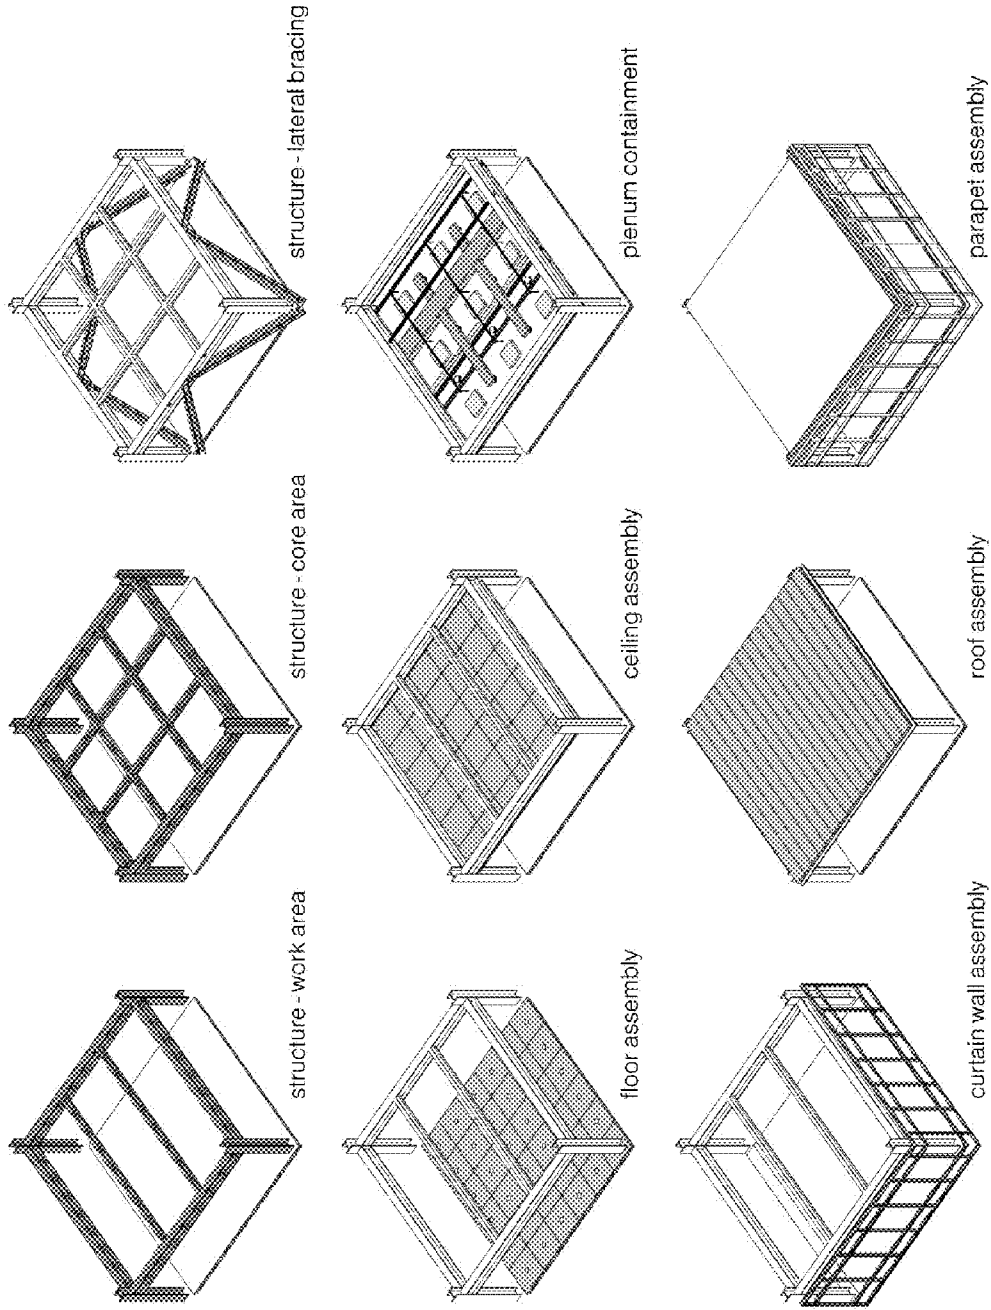 structure - work area
structure - core area
structure - lateral bracing
floor assembly
ceiling assembly
plenum containment
curtain wall assembly
roof assembly
parapet assembly